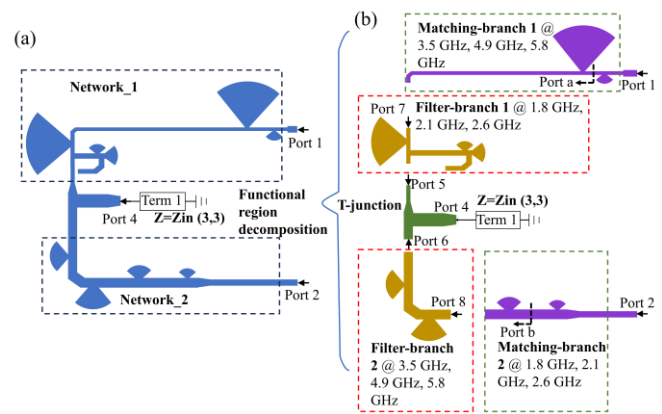 (a)
Network_1
Port 1
Term 1
Port 4
Z=Zin (3,3)
Functional
region
decomposition
Network_2
Port 2
(b)
Matching-branch 1 @
3.5 GHz, 4.9 GHz, 5.8
GHz
Port a
Port 1
Port 7
Filter-branch 1 @ 1.8 GHz,
2.1 GHz, 2.6 GHz
Port 5
Z=Zin (3,3)
T-junction
Port 4
Term 1
Port 6
Port 8
Filter-branch
2 @ 3.5 GHz,
4.9 GHz, 5.8
GHz
Port 2
Port b
Matching-branch
2 @ 1.8 GHz, 2.1
GHz, 2.6 GHz